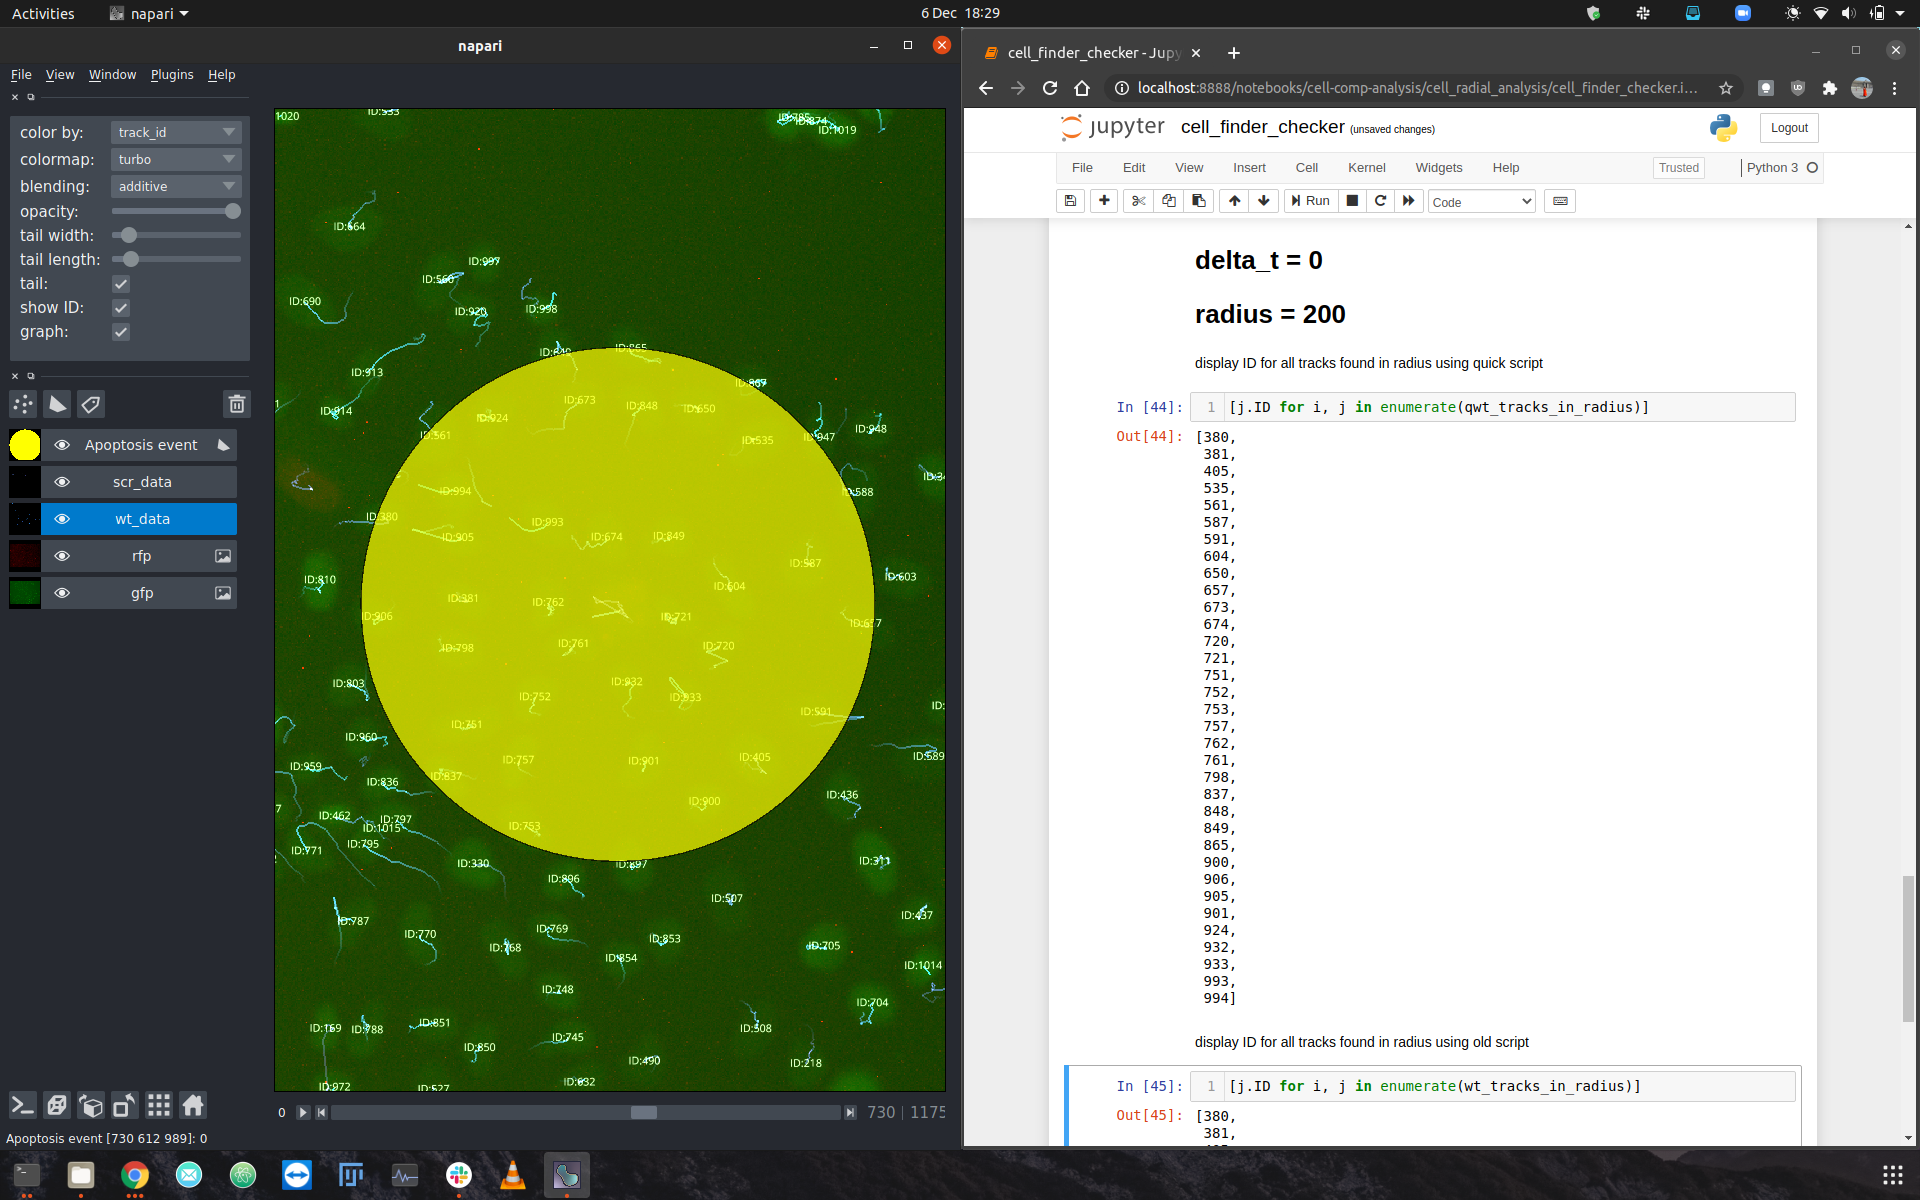 Activities
napari
6 Dec 18:29
napari
File View Window Plugins Help
color by: track_id
colormap: turbo
blending: additive
opacity:
tail width:
tail length:
tail:
show ID:
graph:
Apoptosis event
scr_data
wt_data
rfp
gfp
1020
ID:533
ID:785
ID:874
ID:1019
ID:664
ID:997
ID:560
ID:690
ID:920
ID:998
ID:640
ID:865
ID:913
ID:867
ID:914
ID:924
ID:673
ID:848
ID:650
ID:561
ID:535
ID:947
ID:948
ID:994
ID:588
ID:380
ID:993
ID:905
ID:674
ID:849
ID:587
ID:810
ID:604
ID:603
ID:381
ID:762
ID:906
ID:721
ID:657
ID:798
ID:761
ID:720
ID:803
ID:932
ID:752
ID:933
ID:591
ID:751
ID:960
ID:757
ID:901
ID:405
ID:589
ID:959
ID:837
ID:836
ID:436
ID:900
ID:462
ID:797
ID:1015
ID:753
ID:795
ID:771
ID:330
ID:897
ID:311
ID:896
ID:507
ID:787
ID:437
ID:770
ID:769
ID:768
ID:853
ID:705
ID:854
ID:1014
ID:748
ID:704
ID:169
ID:788
ID:851
ID:508
ID:745
ID:850
ID:490
ID:218
ID:972
ID:527
ID:632
0
730 | 1175
Apoptosis event [730 612 989]: 0
cell_finder_checker - Jupy
localhost:8888/notebooks/cell-comp-analysis/cell_radial_analysis/cell_finder_checker.i...
jupyter cell_finder_checker (unsaved changes)
Logout
File Edit View Insert Cell Kernel Widgets Help
Trusted
Python 3
Run
Code
delta_t = 0
radius = 200
display ID for all tracks found in radius using quick script
In [44]: 1 [j.ID for i, j in enumerate(qwt_tracks_in_radius)]
Out[44]: [380,
381,
405,
535,
561,
587,
591,
604,
650,
657,
673,
674,
720,
721,
751,
752,
753,
757,
762,
761,
798,
837,
848,
849,
865,
900,
906,
905,
901,
924,
932,
933,
993,
994]
display ID for all tracks found in radius using old script
In [45]: 1 [j.ID for i, j in enumerate(wt_tracks_in_radius)]
Out[45]: [380,
381,